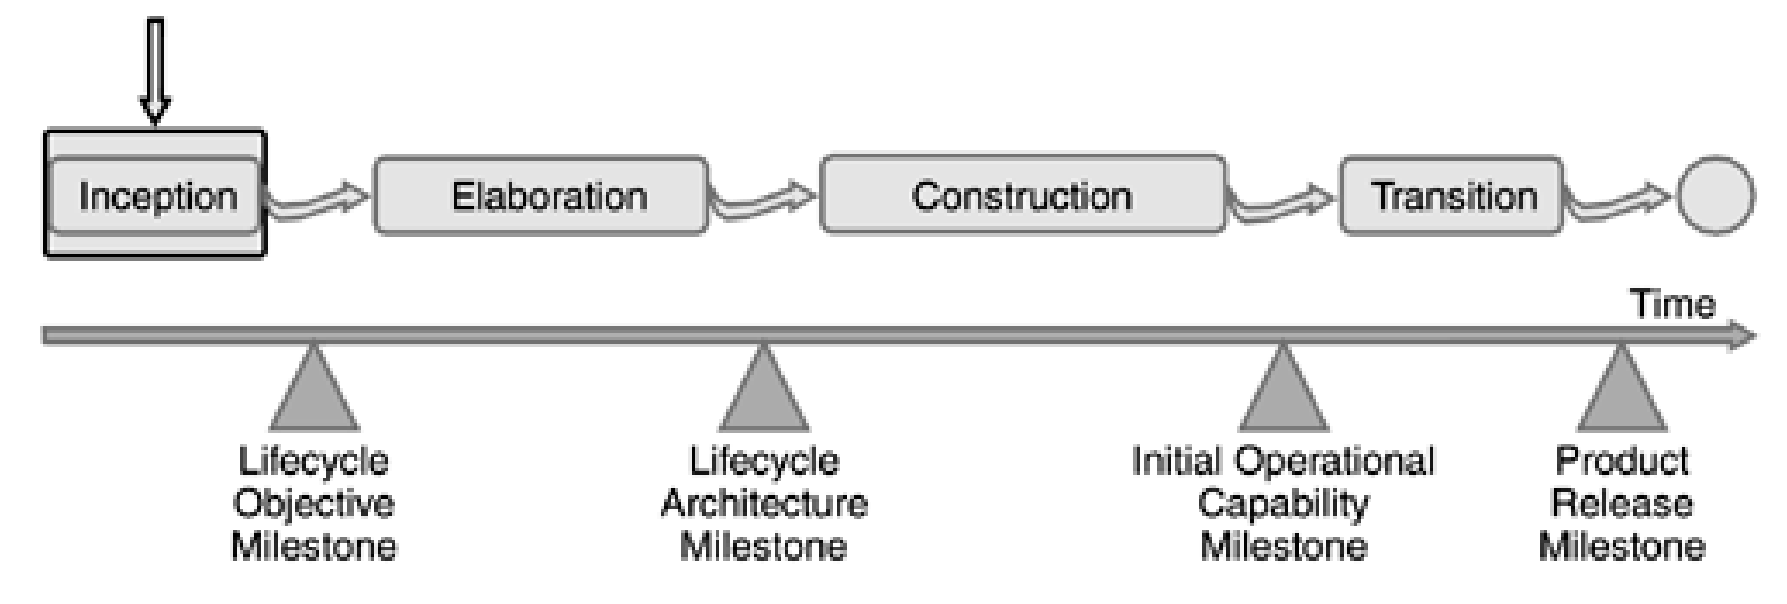 Inception
Elaboration
Construction
Transition
Time
Lifecycle
Objective
Milestone
Lifecycle
Architecture
Milestone
Initial Operational
Capability
Milestone
Product
Release
Milestone